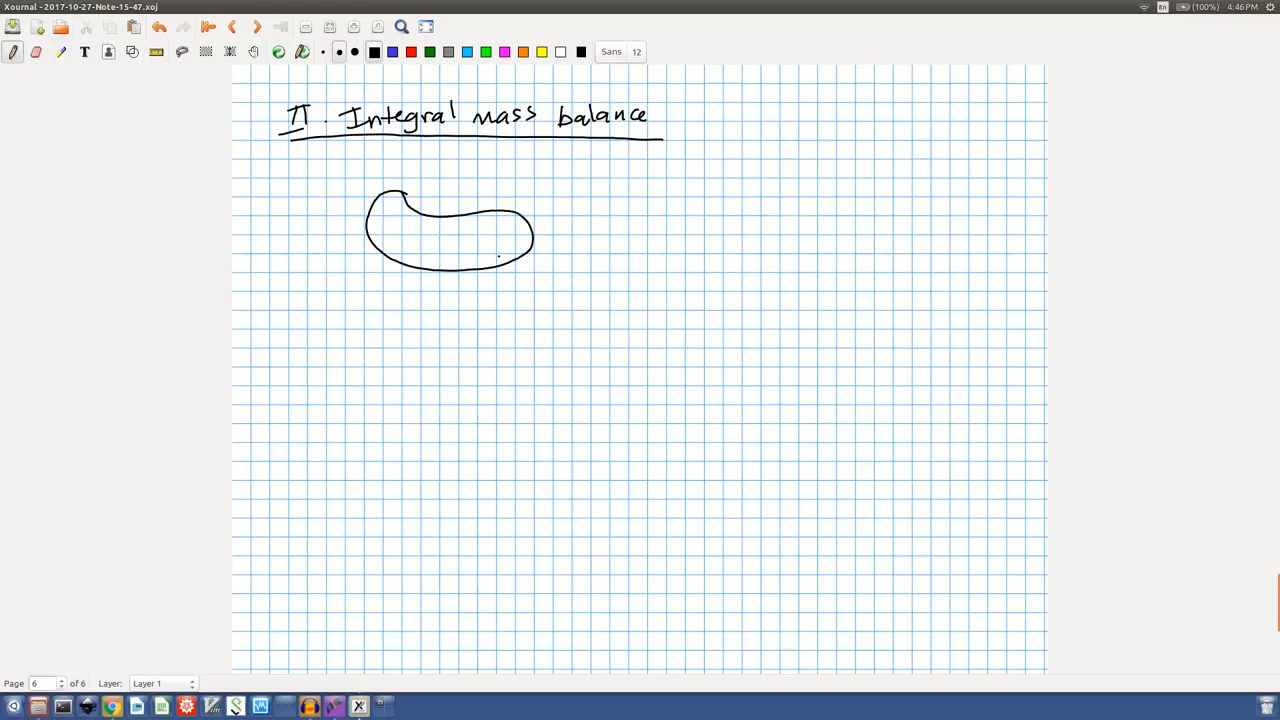 Xournal - 2017-10-27-Note-15-47.xoj
En (100%) 4:46 PM
Sans 12
II. Integral mass balance
Page 6 of 6 Layer: Layer 1